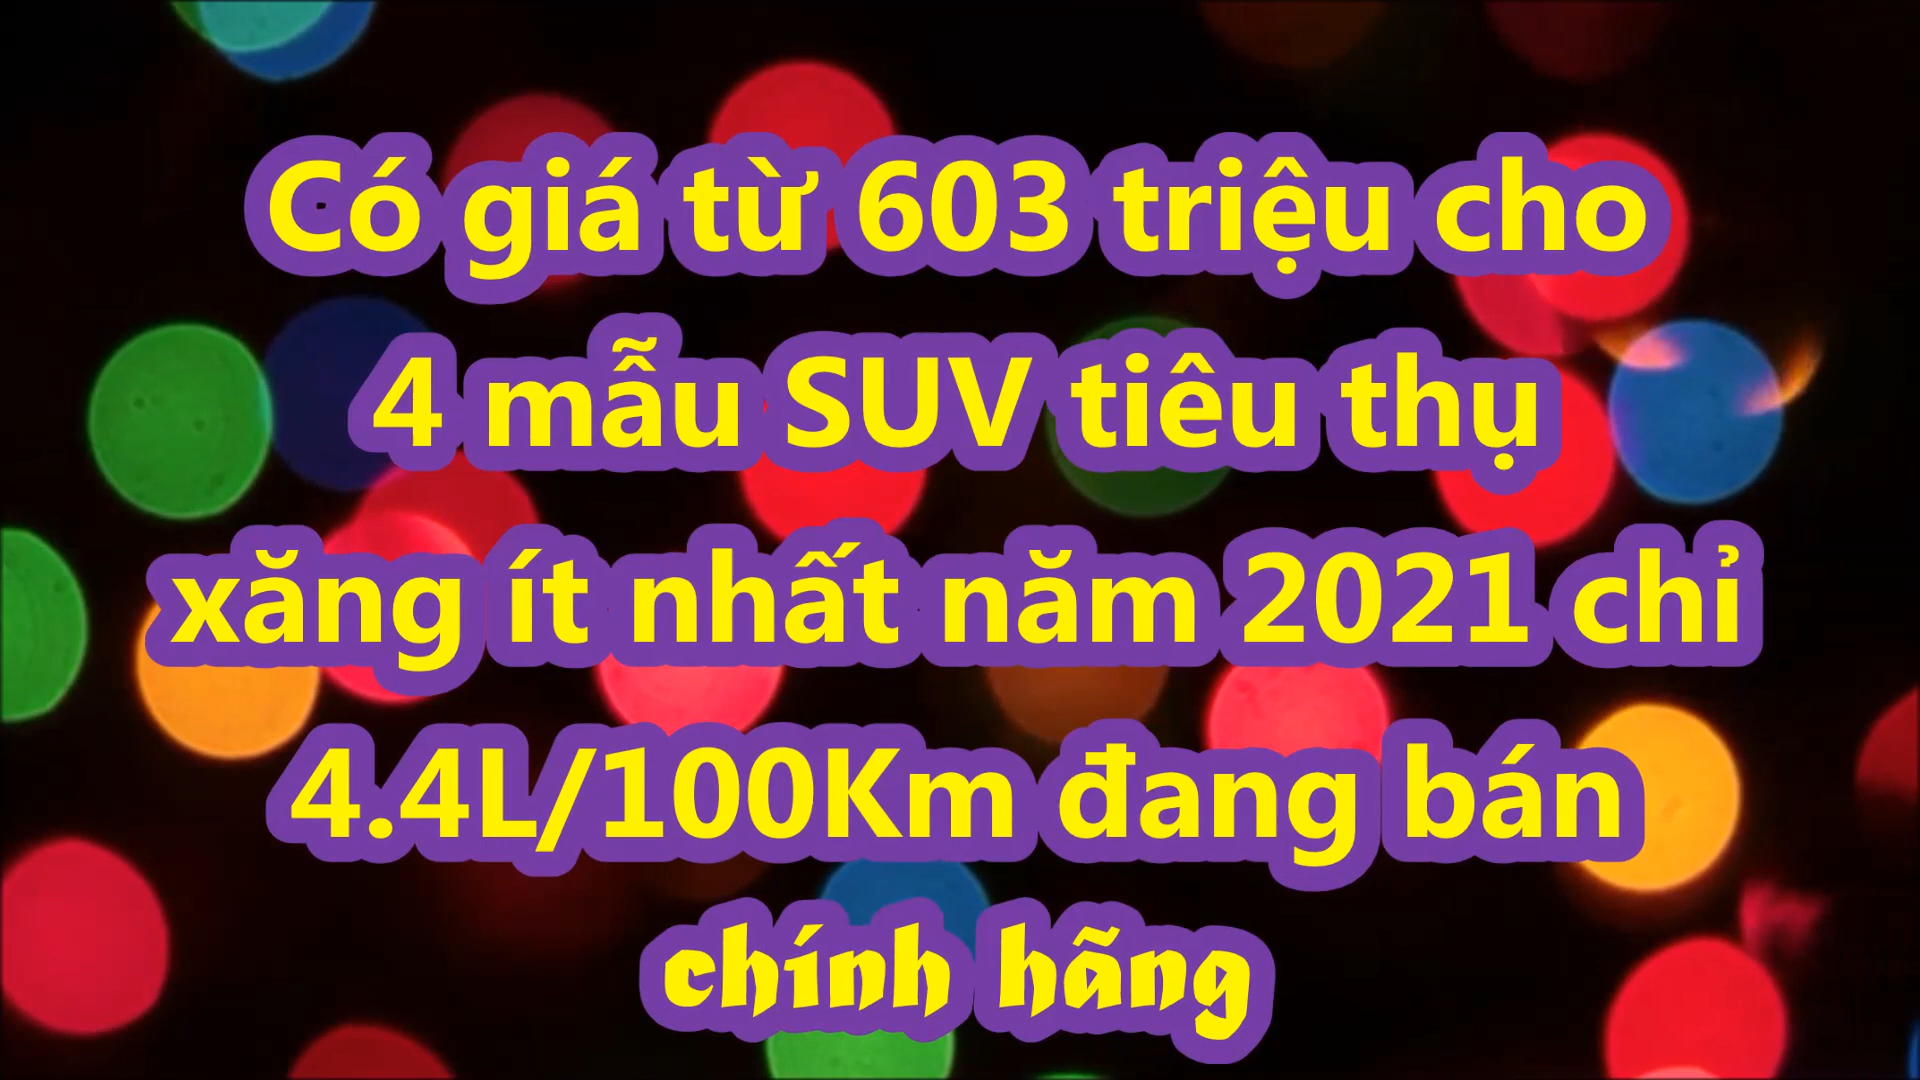 Có giá từ 603 triệu cho
4 mẫu SUV tiêu thụ
xăng ít nhất năm 2021 chỉ
4.4L/100Km đang bán
chính hãng